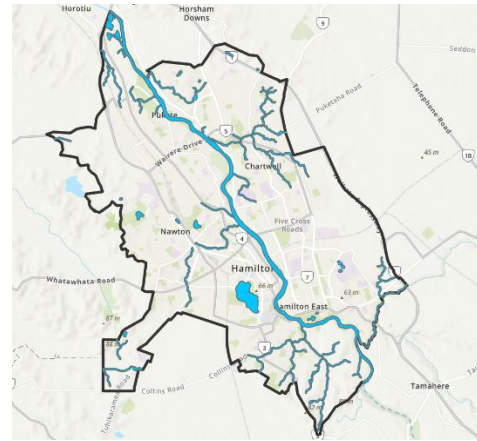 Horotiu
Horsham
Downs
9
1
Seddon
Puketaha Road
Telephone Road
Pukete
5
Wairere Drive
1B
45 m
Chartwell
Nawton
Five Cross
Roads
4
Hamilton
7
Whatawhata Road
66 m
63 m
Hamilton East
87 m
3
Collins Road
Tamahere
Tuhikaramea Road